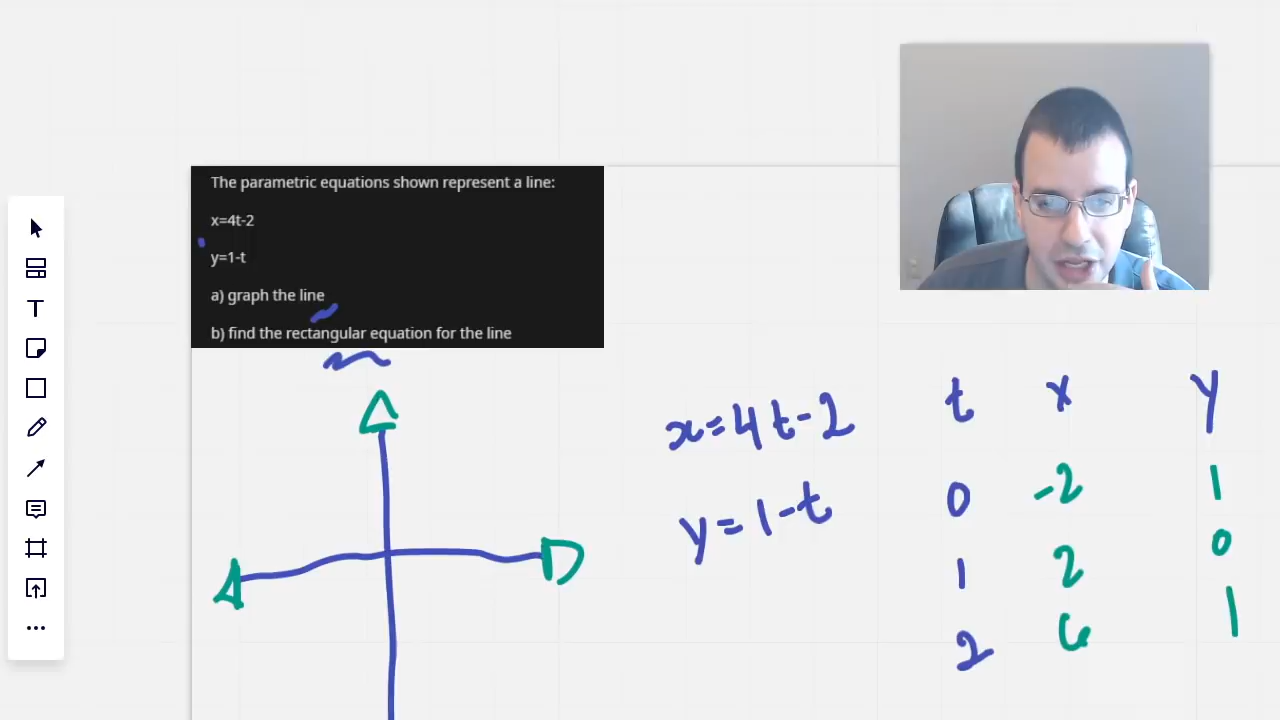 The parametric equations shown represent a line:
x=4t-2
y=1-t
a) graph the line
b) find the rectangular equation for the line
x=4t-2
y=1-t
t x y
0 -2 1
1 2 0
2 6 1